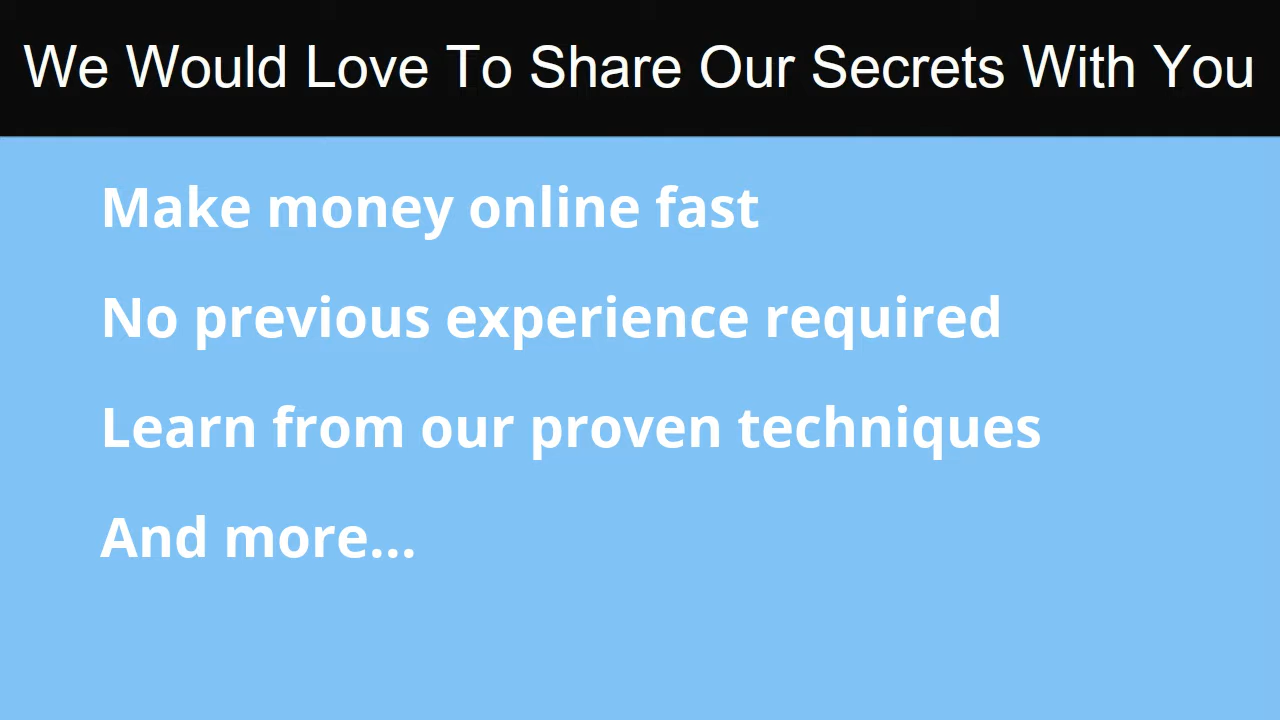 We Would Love To Share Our Secrets With You
Make money online fast
No previous experience required
Learn from our proven techniques
And more...